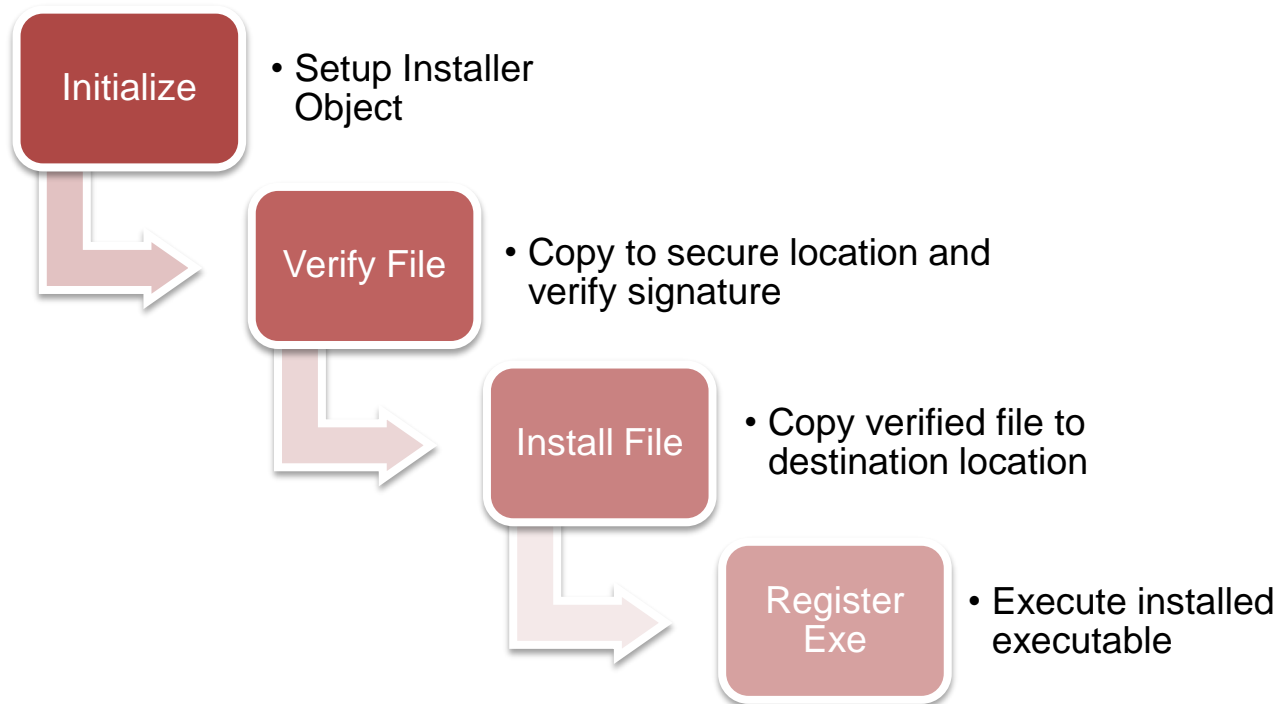 Initialize
• Setup Installer
Object
Verify File
• Copy to secure location and
verify signature
Install File
• Copy verified file to
destination location
Register
Exe
• Execute installed
executable